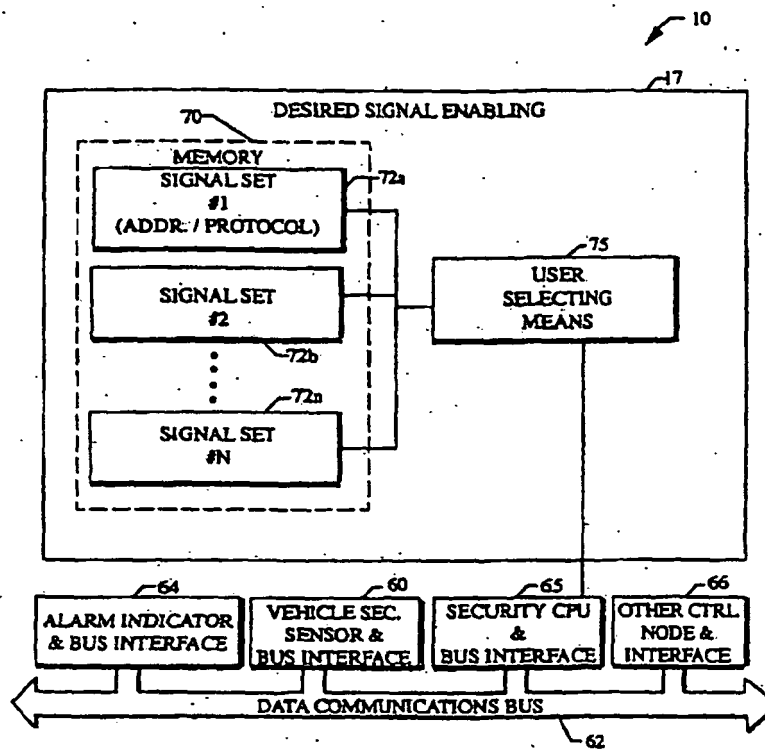 10
17
DESIRED SIGNAL ENABLING
70
MEMORY
SIGNAL SET
#1
(ADDR. / PROTOCOL)
72a
75
USER
SELECTING
MEANS
SIGNAL SET
#2
72b
72n
SIGNAL SET
#N
64
60
65
66
ALARM INDICATOR
& BUS INTERFACE
VEHICLE SEC.
SENSOR &
BUS INTERFACE
SECURITY CPU
&
BUS INTERFACE
OTHER CTRL
NODE &
INTERFACE
DATA COMMUNICATIONS BUS
62